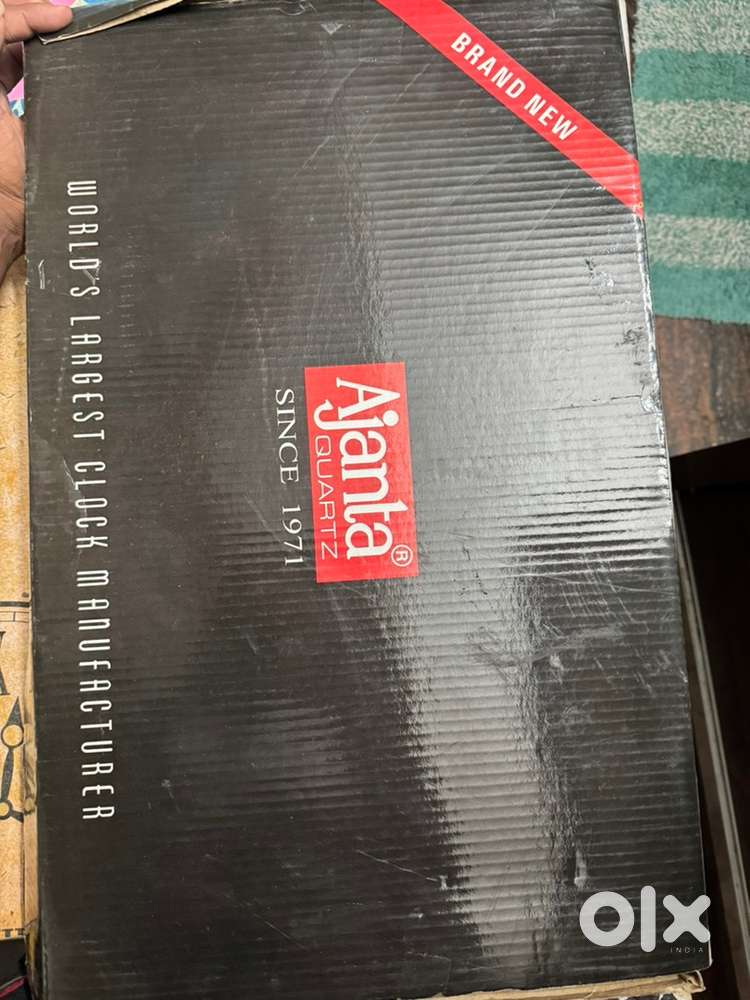 BRAND NEW
Ajanta®
QUARTZ
SINCE 1971
WORLD'S LARGEST CLOCK MANUFACTURER
olx
INDIA